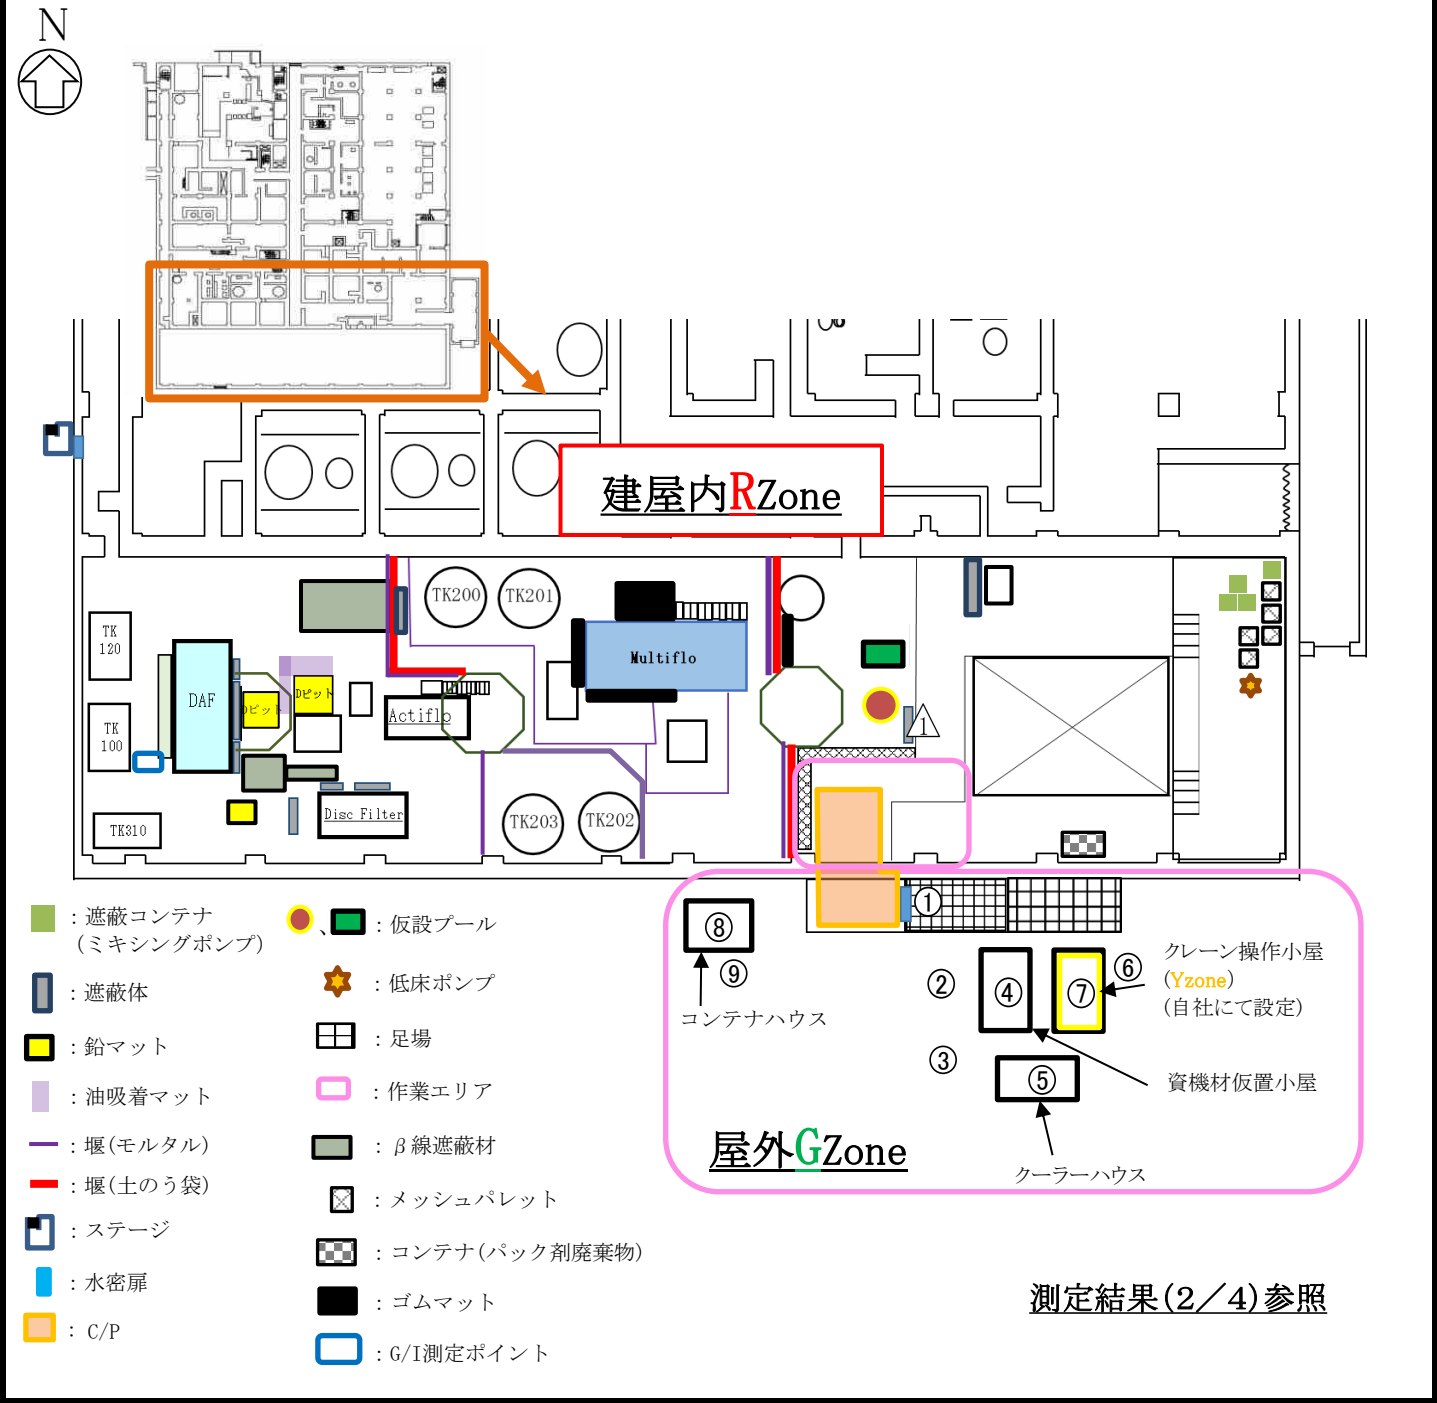 N
建屋内RZone
TK200
TK201
TK
120
DAF
Dピット
Dピット
Multiflo
Actiflo
TK
100
1
TK310
Disc Filter
TK203
TK202
①
⑧
⑨
コンテナハウス
②
③
④
⑦
⑥
⑤
クレーン操作小屋
(Yzone)
(自社にて設定)
資機材仮置小屋
クーラーハウス
屋外GZone
測定結果(2／4)参照
：遮蔽コンテナ
(ミキシングポンプ)
：遮蔽体
：鉛マット
：油吸着マット
：堰(モルタル)
：堰(土のう袋)
：ステージ
：水密扉
：C/P
、：仮設プール
：低床ポンプ
：足場
：作業エリア
：β線遮蔽材
：メッシュパレット
：コンテナ(パック剤廃棄物)
：ゴムマット
：G/I測定ポイント